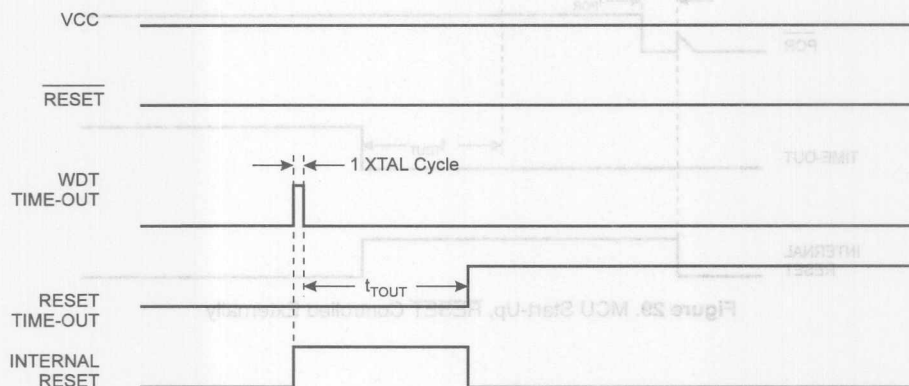 VCC
RESET
1 XTAL Cycle
WDT
TIME-OUT
tTOUT
RESET
TIME-OUT
INTERNAL
RESET
POR
TIME-OUT
tTOUT
INTERNAL
RESET
Figure 29. MCU Start-Up, RESET Controlled Externally